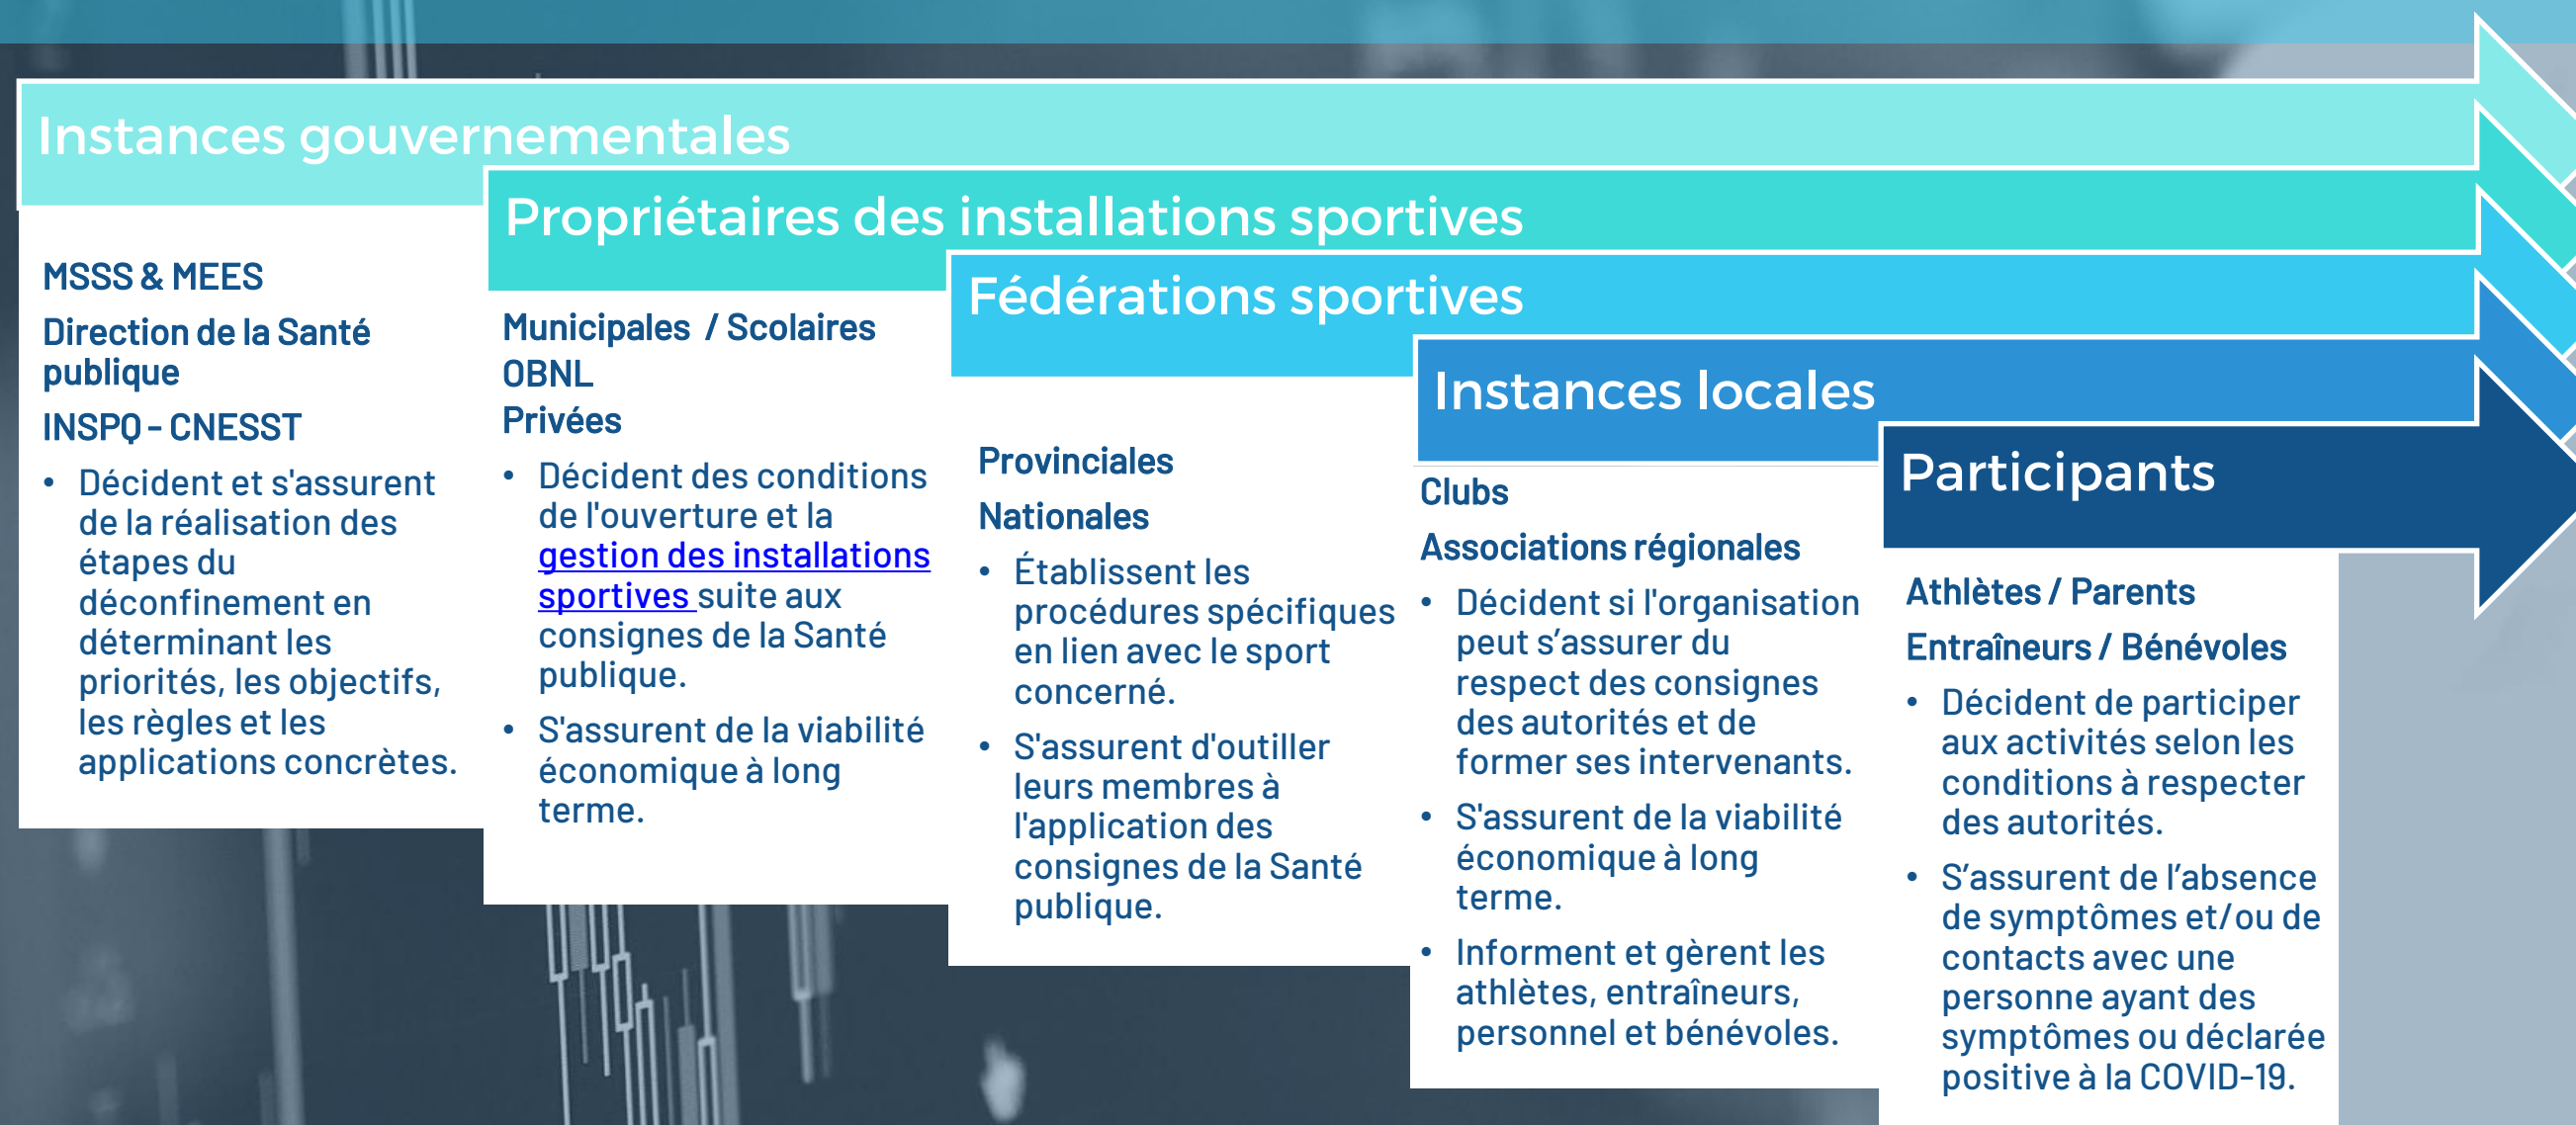 Instances gouvernementales
MSSS & MEES
Direction de la Santé
publique
INSPQ - CNESST
• Décident et s'assurent
de la réalisation des
étapes du
déconfinement en
déterminant les
priorités, les objectifs,
les règles et les
applications concrètes.
Propriétaires des installations sportives
Municipales / Scolaires
OBNL
Privées
• Décident des conditions
de l'ouverture et la
gestion des installations
sportives suite aux
consignes de la Santé
publique.
• S'assurent de la viabilité
économique à long
terme.
Fédérations sportives
Provinciales
Nationales
• Établissent les
procédures spécifiques
en lien avec le sport
concerné.
• S'assurent d'outiller
leurs membres à
l'application des
consignes de la Santé
publique.
Instances locales
Clubs
Associations régionales
• Décident si l'organisation
peut s’assurer du
respect des consignes
des autorités et de
former ses intervenants.
• S'assurent de la viabilité
économique à long
terme.
• Informent et gèrent les
athlètes, entraîneurs,
personnel et bénévoles.
Participants
Athlètes / Parents
Entraîneurs / Bénévoles
• Décident de participer
aux activités selon les
conditions à respecter
des autorités.
• S’assurent de l’absence
de symptômes et/ou de
contacts avec une
personne ayant des
symptômes ou déclarée
positive à la COVID-19.